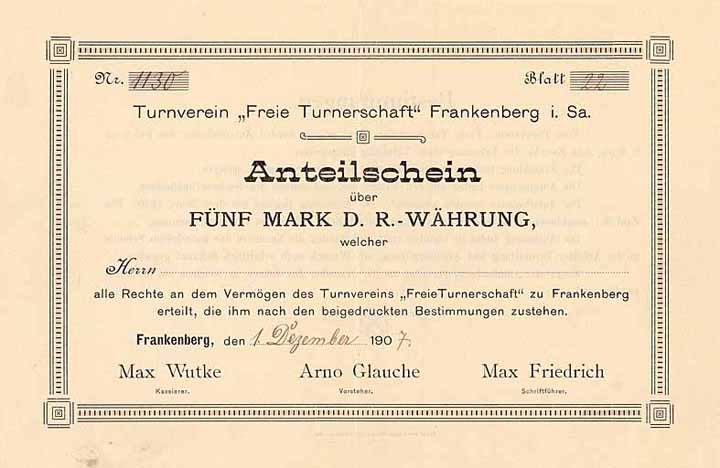 Nr. 1130 Blatt 22
Turnverein „Freie Turnerschaft“ Frankenberg i. Sa.
Anteilschein
über
FÜNF MARK D. R.-WÄHRUNG,
welcher
Herrn
alle Rechte an dem Vermögen des Turnvereins „Freie Turnerschaft“ zu Frankenberg
erteilt, die ihm nach den beigedruckten Bestimmungen zustehen.
Frankenberg, den 1. Dezember 1907.
Max Wutke Arno Glauche Max Friedrich
Kassierer. Vorsteher. Schriftführer.